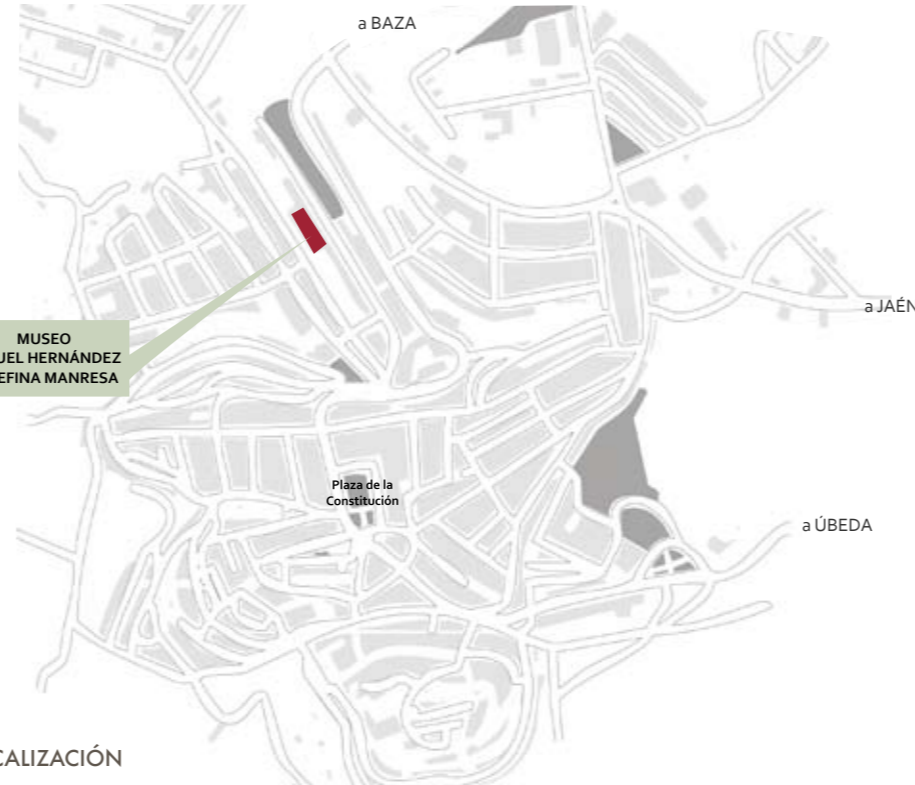 a BAZA
a JAÉN
MUSEO
UEL HERNÁNDEZ
EFINA MANRESA
Plaza de la
Constitución
a ÚBEDA
CALIZACIÓN